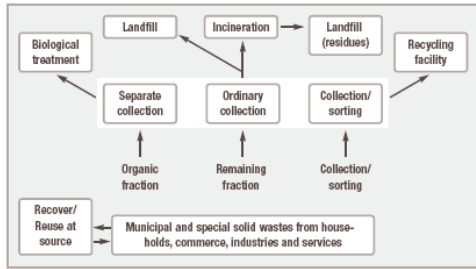 Landfill
Incineration
Landfill
(residues)
Biological
treatment
Recycling
facility
Separate
collection
Ordinary
collection
Collection/
sorting
Organic
fraction
Remaining
fraction
Collection/
sorting
Recover/
Reuse at
source
Municipal and special solid wastes from house-
holds, commerce, industries and services